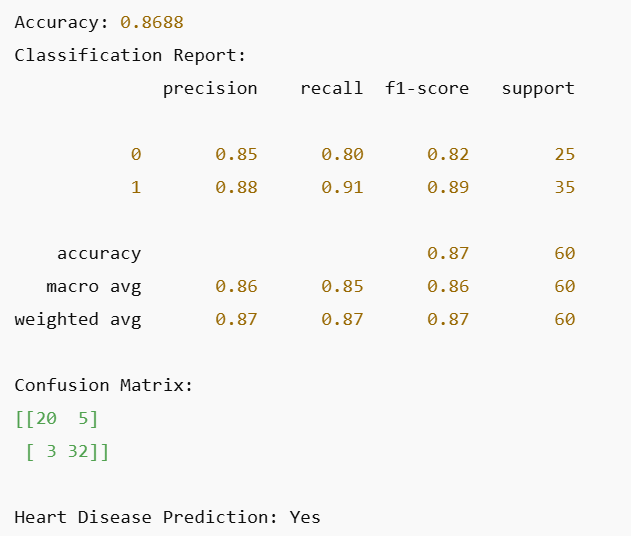 Accuracy: 0.8688
Classification Report:
precision recall f1-score support
0 0.85 0.80 0.82 25
1 0.88 0.91 0.89 35
accuracy 0.87 60
macro avg 0.86 0.85 0.86 60
weighted avg 0.87 0.87 0.87 60
Confusion Matrix:
[[20 5]
[ 3 32]]
Heart Disease Prediction: Yes